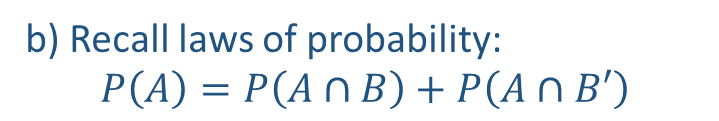 b) Recall laws of probability:
P(A) = P(A ∩ B) + P(A ∩ B′)